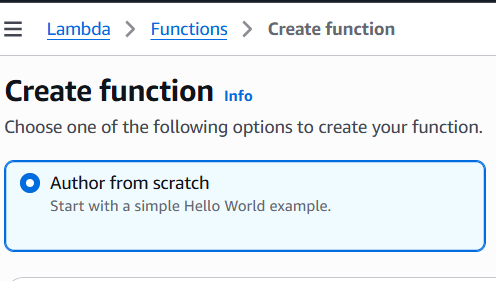 Lambda > Functions > Create function
Create function Info
Choose one of the following options to create your function.
Author from scratch
Start with a simple Hello World example.